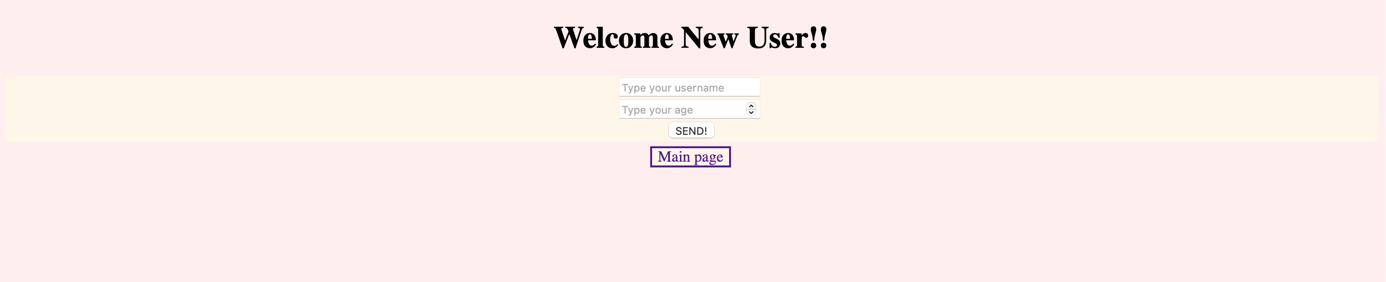 Welcome New User!!
Type your username
Type your age
SEND!
Main page